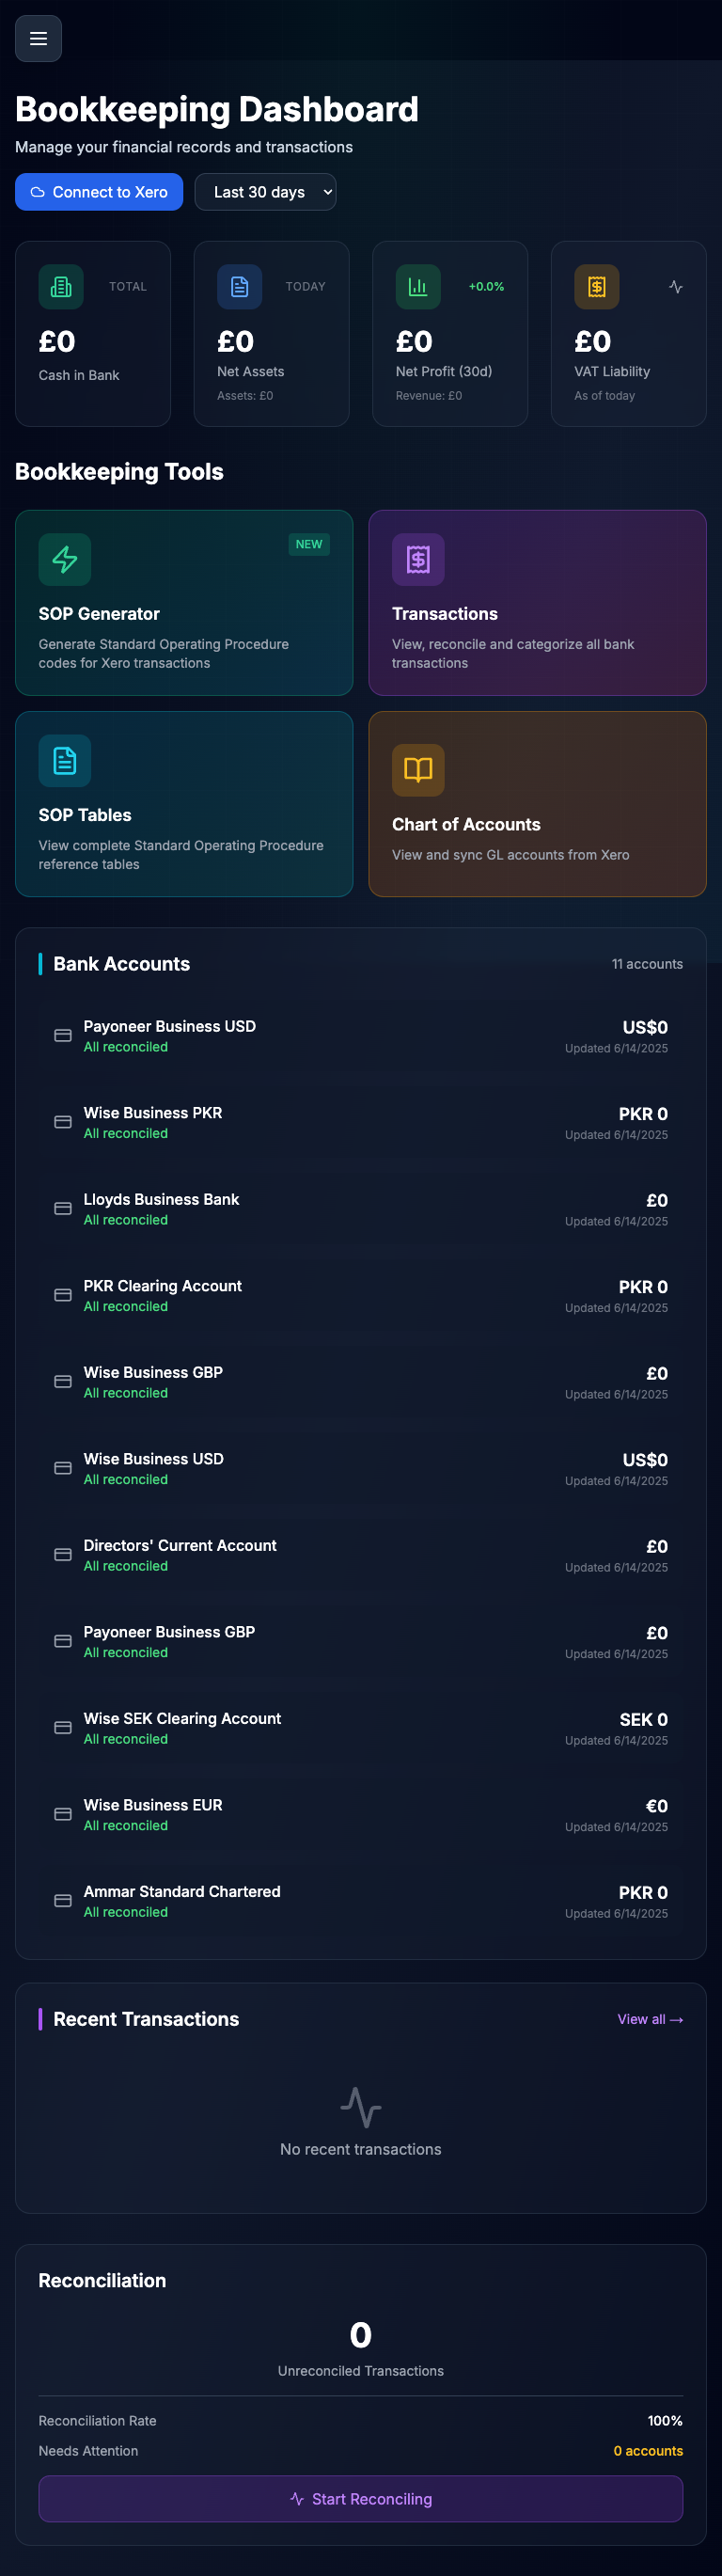 Bookkeeping Dashboard
Manage your financial records and transactions
Connect to Xero
Last 30 days
TOTAL
£0
Cash in Bank
TODAY
£0
Net Assets
Assets: £0
+0.0%
£0
Net Profit (30d)
Revenue: £0
£0
VAT Liability
As of today
Bookkeeping Tools
NEW
SOP Generator
Generate Standard Operating Procedure
codes for Xero transactions
Transactions
View, reconcile and categorize all bank
transactions
SOP Tables
View complete Standard Operating Procedure
reference tables
Chart of Accounts
View and sync GL accounts from Xero
Bank Accounts
11 accounts
Payoneer Business USD
All reconciled
US$0
Updated 6/14/2025
Wise Business PKR
All reconciled
PKR 0
Updated 6/14/2025
Lloyds Business Bank
All reconciled
£0
Updated 6/14/2025
PKR Clearing Account
All reconciled
PKR 0
Updated 6/14/2025
Wise Business GBP
All reconciled
£0
Updated 6/14/2025
Wise Business USD
All reconciled
US$0
Updated 6/14/2025
Directors' Current Account
All reconciled
£0
Updated 6/14/2025
Payoneer Business GBP
All reconciled
£0
Updated 6/14/2025
Wise SEK Clearing Account
All reconciled
SEK 0
Updated 6/14/2025
Wise Business EUR
All reconciled
€0
Updated 6/14/2025
Ammar Standard Chartered
All reconciled
PKR 0
Updated 6/14/2025
Recent Transactions
View all →
No recent transactions
Reconciliation
0
Unreconciled Transactions
Reconciliation Rate
100%
Needs Attention
0 accounts
Start Reconciling